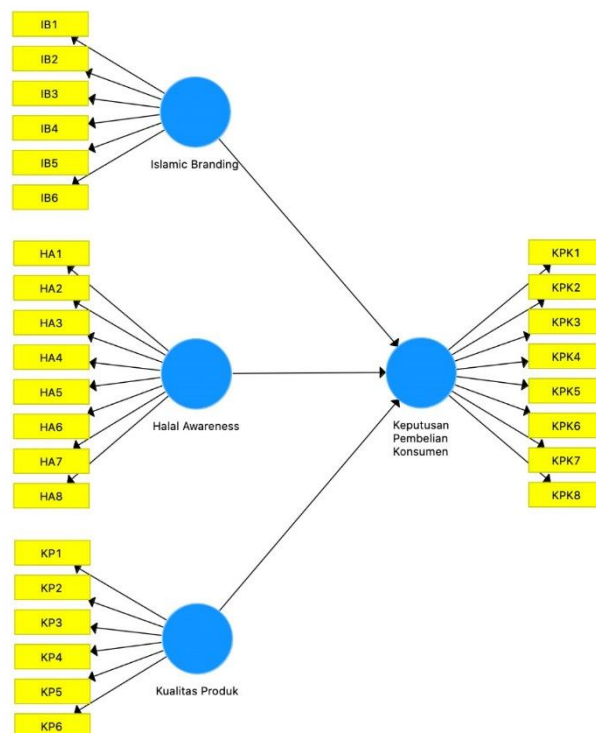 IB1
IB2
IB3
IB4
IB5
IB6
Islamic Branding
HA1
HA2
HA3
HA4
HA5
HA6
HA7
HA8
Halal Awareness
KP1
KP2
KP3
KP4
KP5
KP6
Kualitas Produk
KPK1
KPK2
KPK3
KPK4
KPK5
KPK6
KPK7
KPK8
Keputusan
Pembelian
Konsumen